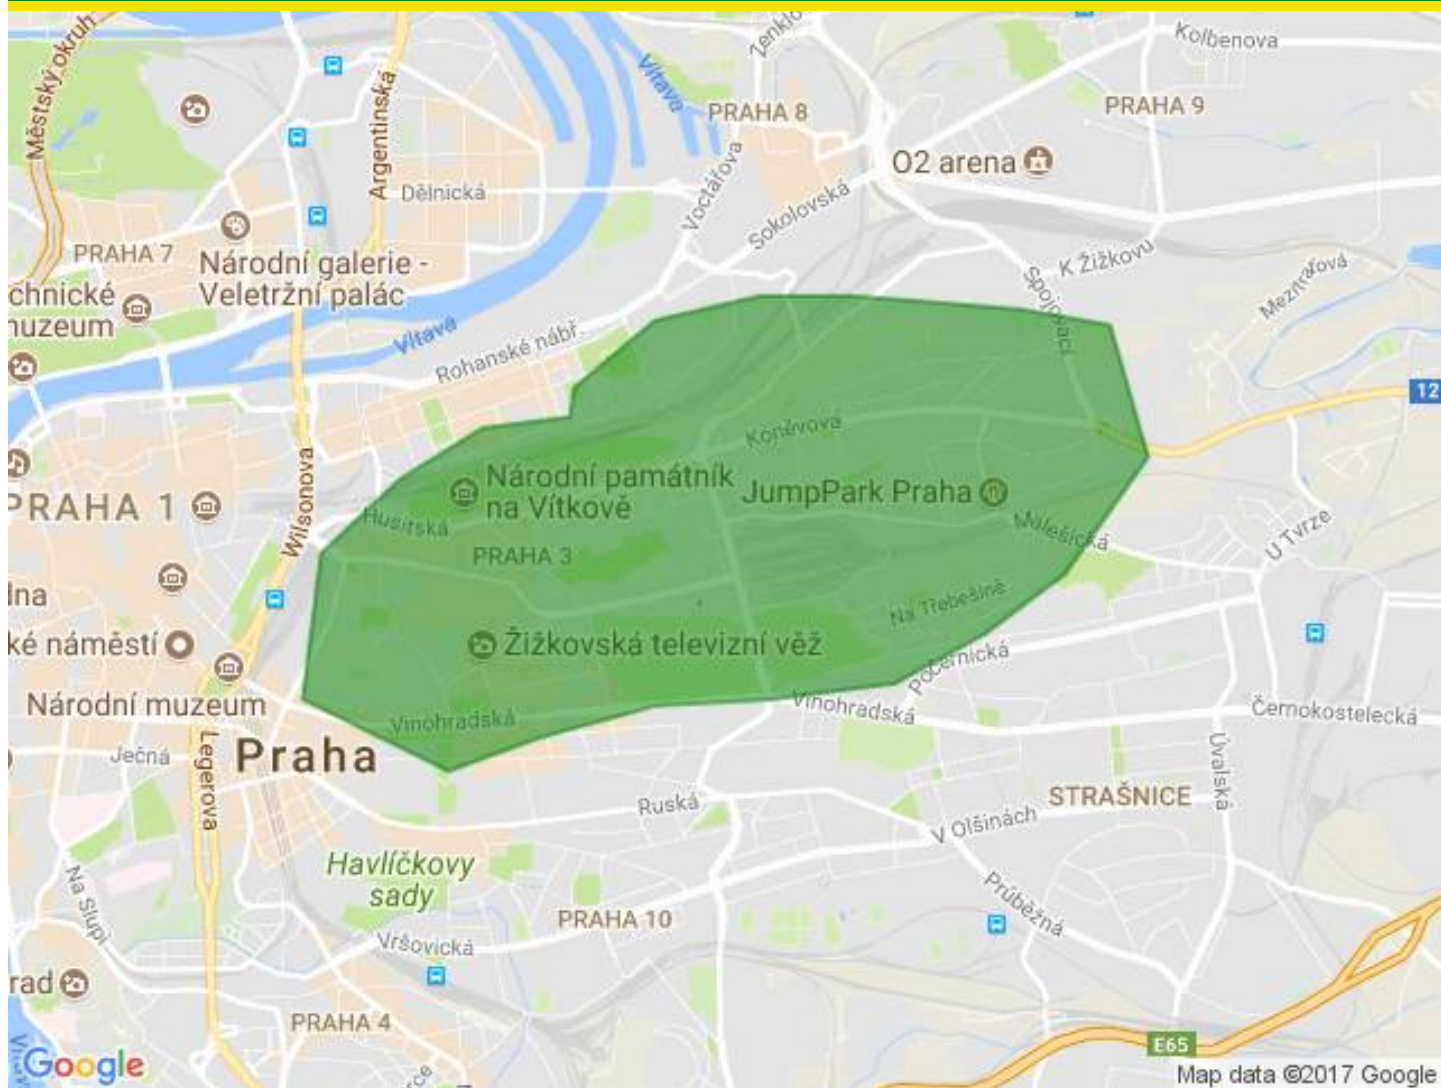 Městský okruh
Argentinská
Vltava
Zenklo
PRAHA 8
Kolbenova
PRAHA 9
O2 arena
Dělnická
Voctářova
Sokolovská
K Žižkovu
Spojovací
PRAHA 7
Národní galerie -
Veletržní palác
chnické
nuzeum
Vltava
Rohanské nábř.
12
Koněvova
Národní památník
na Vítkově
JumpPark Praha
PRAHA 1
Wilsonova
Husitská
PRAHA 3
Malešická
U Tvrze
Na Třebešíně
ké náměstí
Žižkovská televizní věž
Počernická
Národní muzeum
Vinohradská
Vinohradská
Černokostelecká
Ječná
Praha
Legerova
Úvalská
Ruská
STRAŠNICE
V Olšinách
Havlíčkovy
sady
Na Slupi
Průběžná
PRAHA 10
Vršovická
rad
PRAHA 4
E65
Google
Map data ©2017 Google